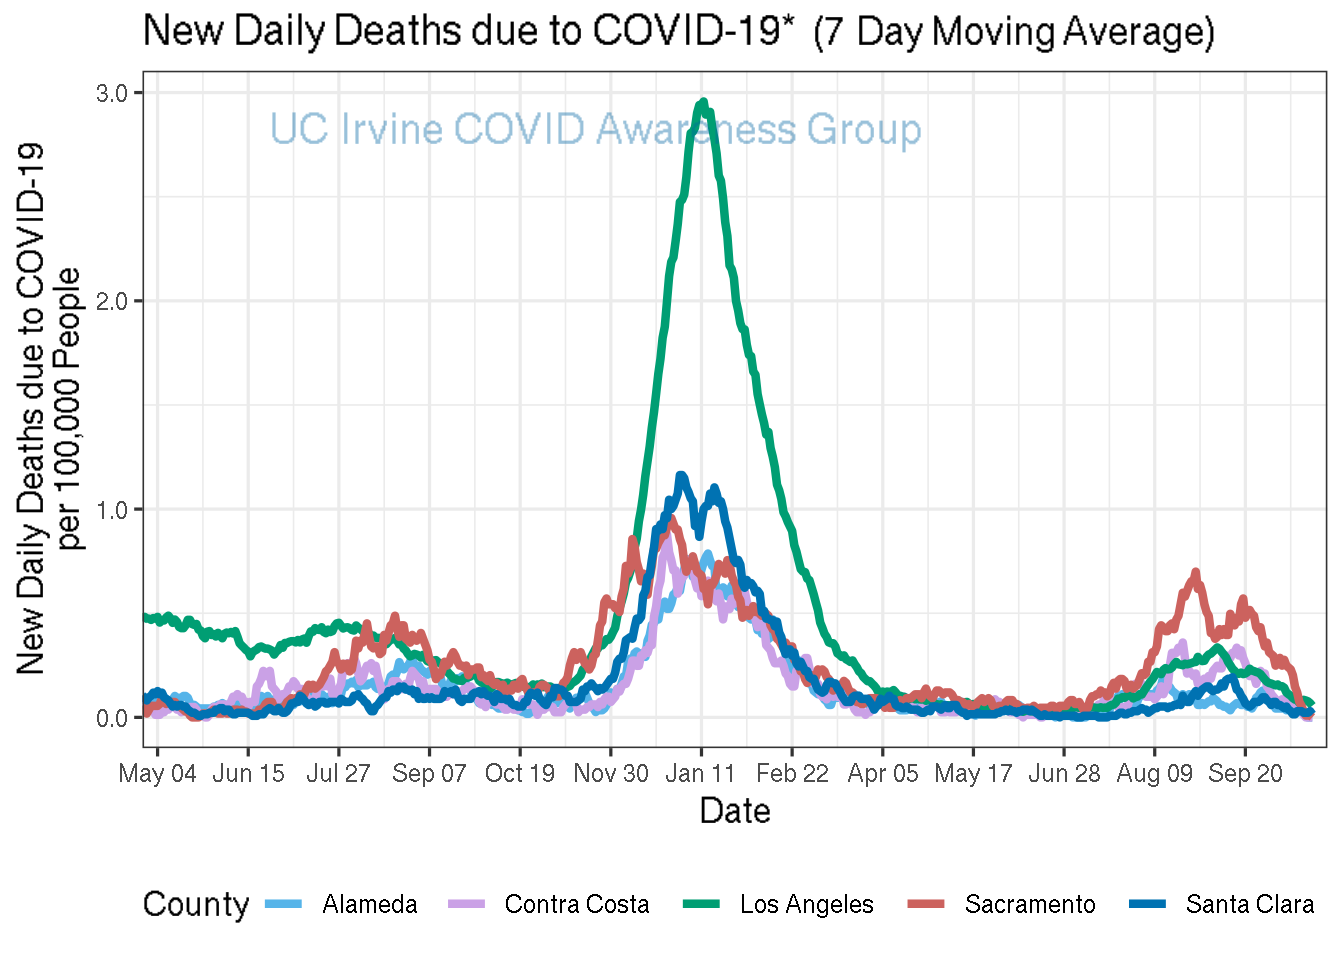 New Daily Deaths due to COVID-19* (7 Day Moving Average)
UC Irvine COVID Awareness Group
New Daily Deaths due to COVID-19
per 100,000 People
3.0
2.0
1.0
0.0
May 04 Jun 15 Jul 27 Sep 07 Oct 19 Nov 30 Jan 11 Feb 22 Apr 05 May 17 Jun 28 Aug 09 Sep 20
Date
County Alameda Contra Costa Los Angeles Sacramento Santa Clara